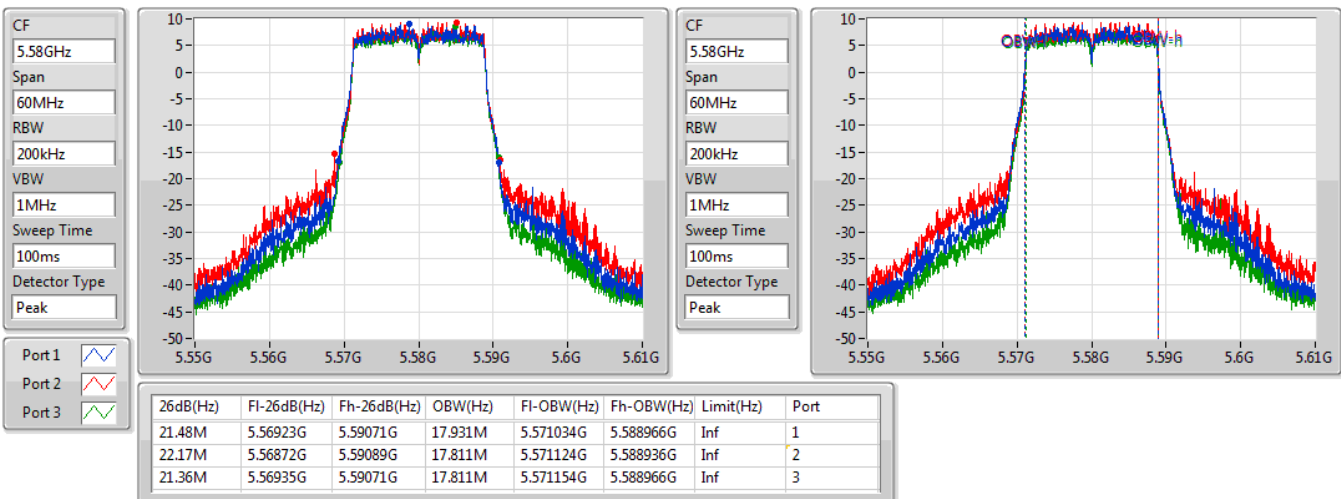 CF
5.58GHz
Span
60MHz
RBW
200kHz
VBW
1MHz
Sweep Time
100ms
Detector Type
Peak
10
5
0
-5
-10
-15
-20
-25
-30
-35
-40
-45
-50
5.55G 5.56G 5.57G 5.58G 5.59G 5.6G 5.61G
CF
5.58GHz
Span
60MHz
RBW
200kHz
VBW
1MHz
Sweep Time
100ms
Detector Type
Peak
10
5
0
-5
-10
-15
-20
-25
-30
-35
-40
-45
-50
5.55G 5.56G 5.57G 5.58G 5.59G 5.6G 5.61G
Port 1
Port 2
Port 3
26dB(Hz) Fl-26dB(Hz) Fh-26dB(Hz) OBW(Hz) Fl-OBW(Hz) Fh-OBW(Hz) Limit(Hz) Port
21.48M 5.56923G 5.59071G 17.931M 5.571034G 5.588966G Inf 1
22.17M 5.56872G 5.59089G 17.811M 5.571124G 5.588936G Inf 2
21.36M 5.56935G 5.59071G 17.811M 5.571154G 5.588966G Inf 3